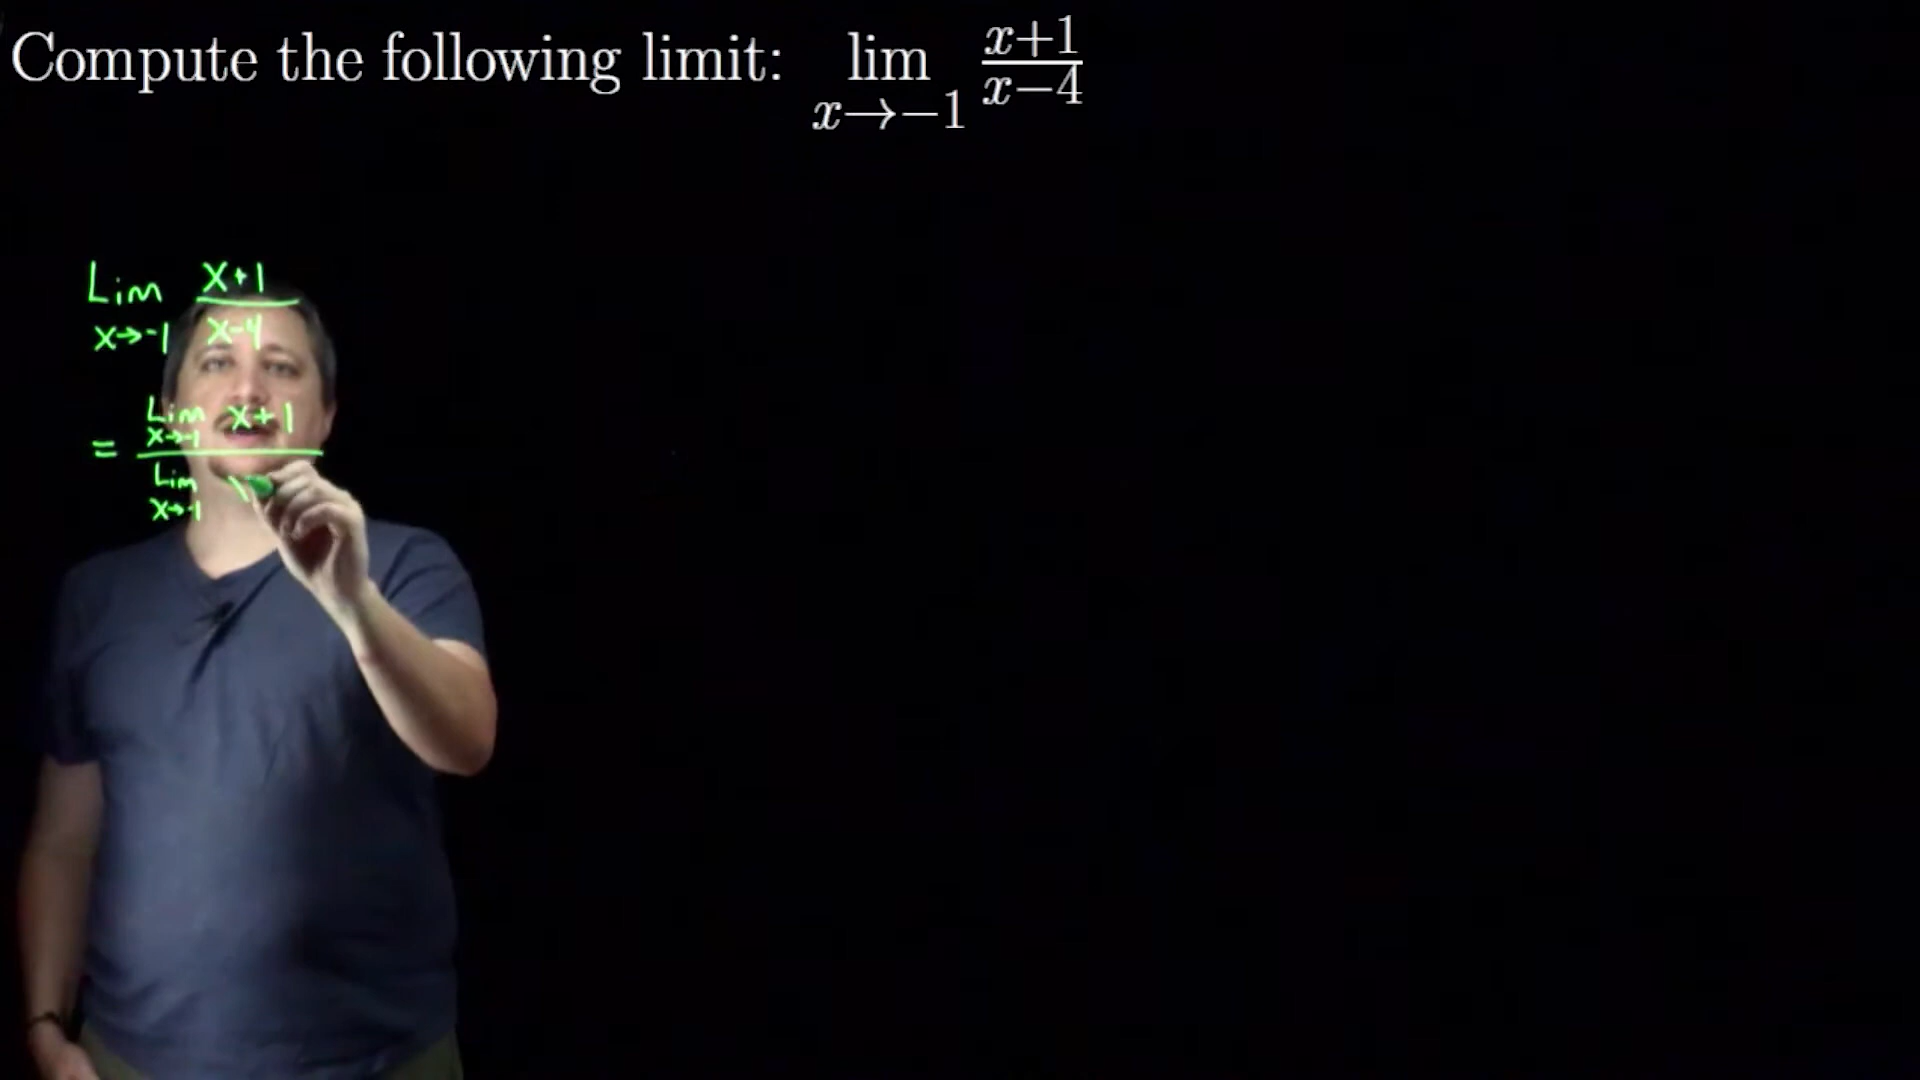 Compute the following limit: lim x+1
x→−1 x−4
Lim x+1
x→-1 x-4
= Lim x+1
x→-1
Lim
x→-1